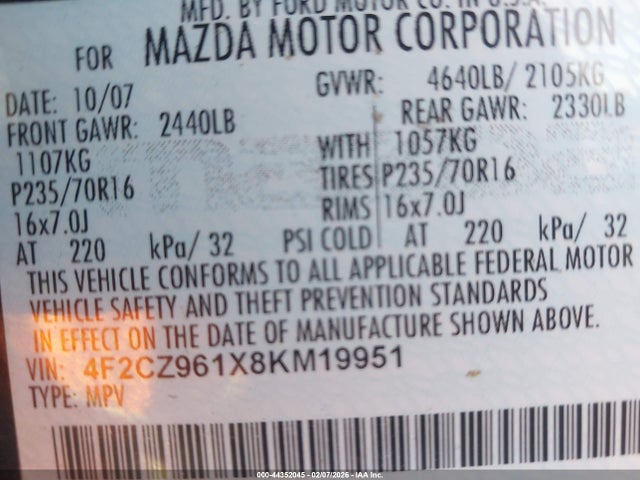 MFD. BY FORD MOTOR CO. IN U.S.A.
FOR MAZDA MOTOR CORPORATION
DATE: 10/07 GVWR: 4640LB/ 2105KG
FRONT GAWR: 2440LB REAR GAWR: 2330LB
1107KG WITH 1057KG
P235/70R16 TIRES P235/70R16
16x7.0J RIMS 16x7.0J
AT 220 kPa/ 32 PSI COLD AT 220 kPa/ 32
THIS VEHICLE CONFORMS TO ALL APPLICABLE FEDERAL MOTOR
VEHICLE SAFETY AND THEFT PREVENTION STANDARDS
IN EFFECT ON THE DATE OF MANUFACTURE SHOWN ABOVE.
VIN: 4F2CZ961X8KM19951
TYPE: MPV
000-44352045 - 02/07/2026 - IAA Inc.